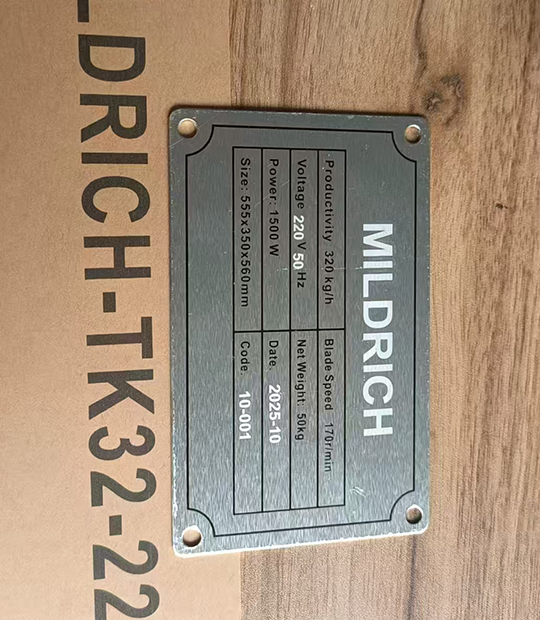 MILDRICH
Productivity 320 kg/h Blade Speed 170r/min
Voltage 220 V 50 Hz Net Weight: 50kg
Power: 1500 W Date. 2025-10
Size: 555x350x560mm Code. 10-001
LDRICH-TK32-22